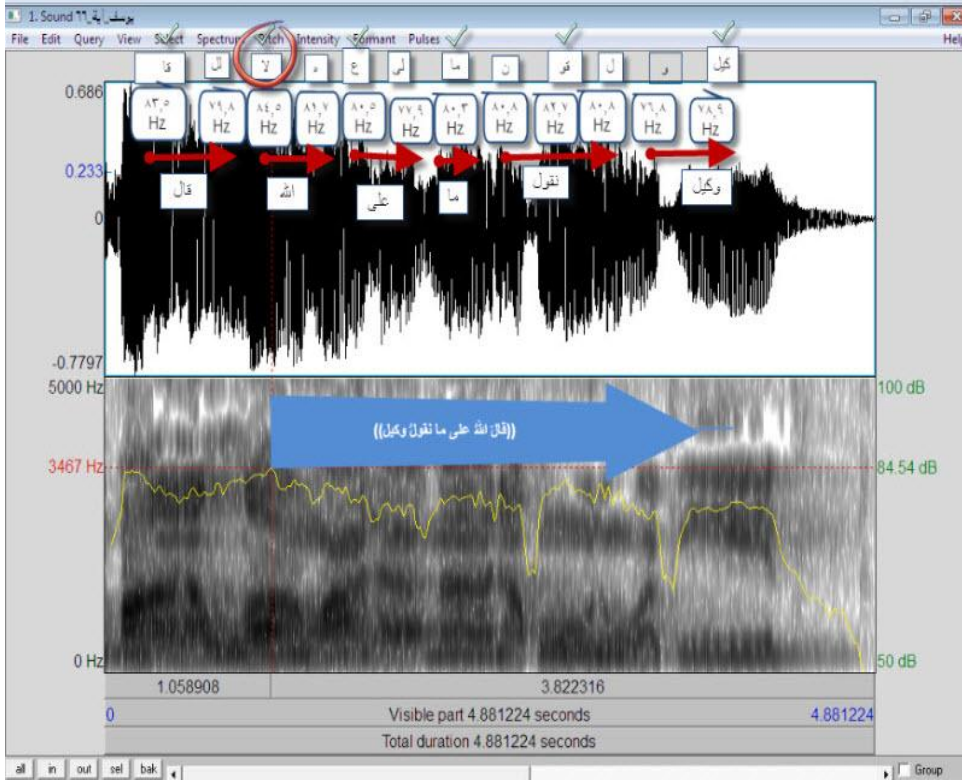 1. Sound يوسف_آية_٦٦
File Edit Query View Select Spectrum Pitch Intensity Formant Pulses Help
قا لل لا ه ع لى ما ن قو ل و كيل
0.686
٨٣,٥ Hz ٧٩,٨ Hz ٨٤,٥ Hz ٨١,٧ Hz ٨٠,٥ Hz ٧٧,٩ Hz ٨٠,٣ Hz ٨٠,٨ Hz ٨٢,٧ Hz ٨٠,٨ Hz ٧٦,٨ Hz ٧٨,٩ Hz
0.233
قال الله على ما نقول وكيل
0
-0.7797
5000 Hz 100 dB
((قال اللهُ على ما نقولُ وكيل))
3467 Hz 84.54 dB
0 Hz 50 dB
1.058908 3.822316
0 Visible part 4.881224 seconds 4.881224
Total duration 4.881224 seconds
all in out sel bak Group